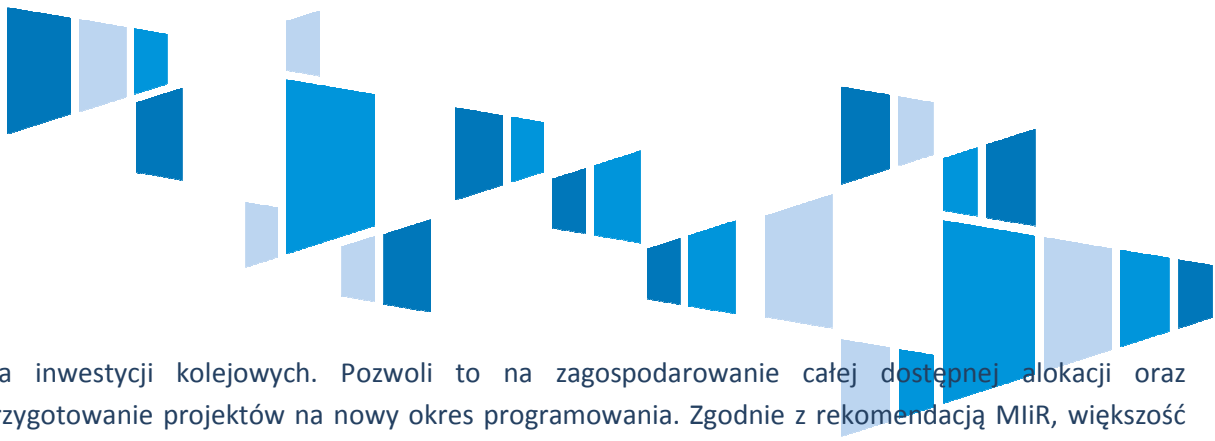 a inwestycji kolejowych. Pozwoli to na zagospodarowanie całej dostępnej alokacji oraz
rzygotowanie projektów na nowy okres programowania. Zgodnie z rekomendacją MIiR, większość